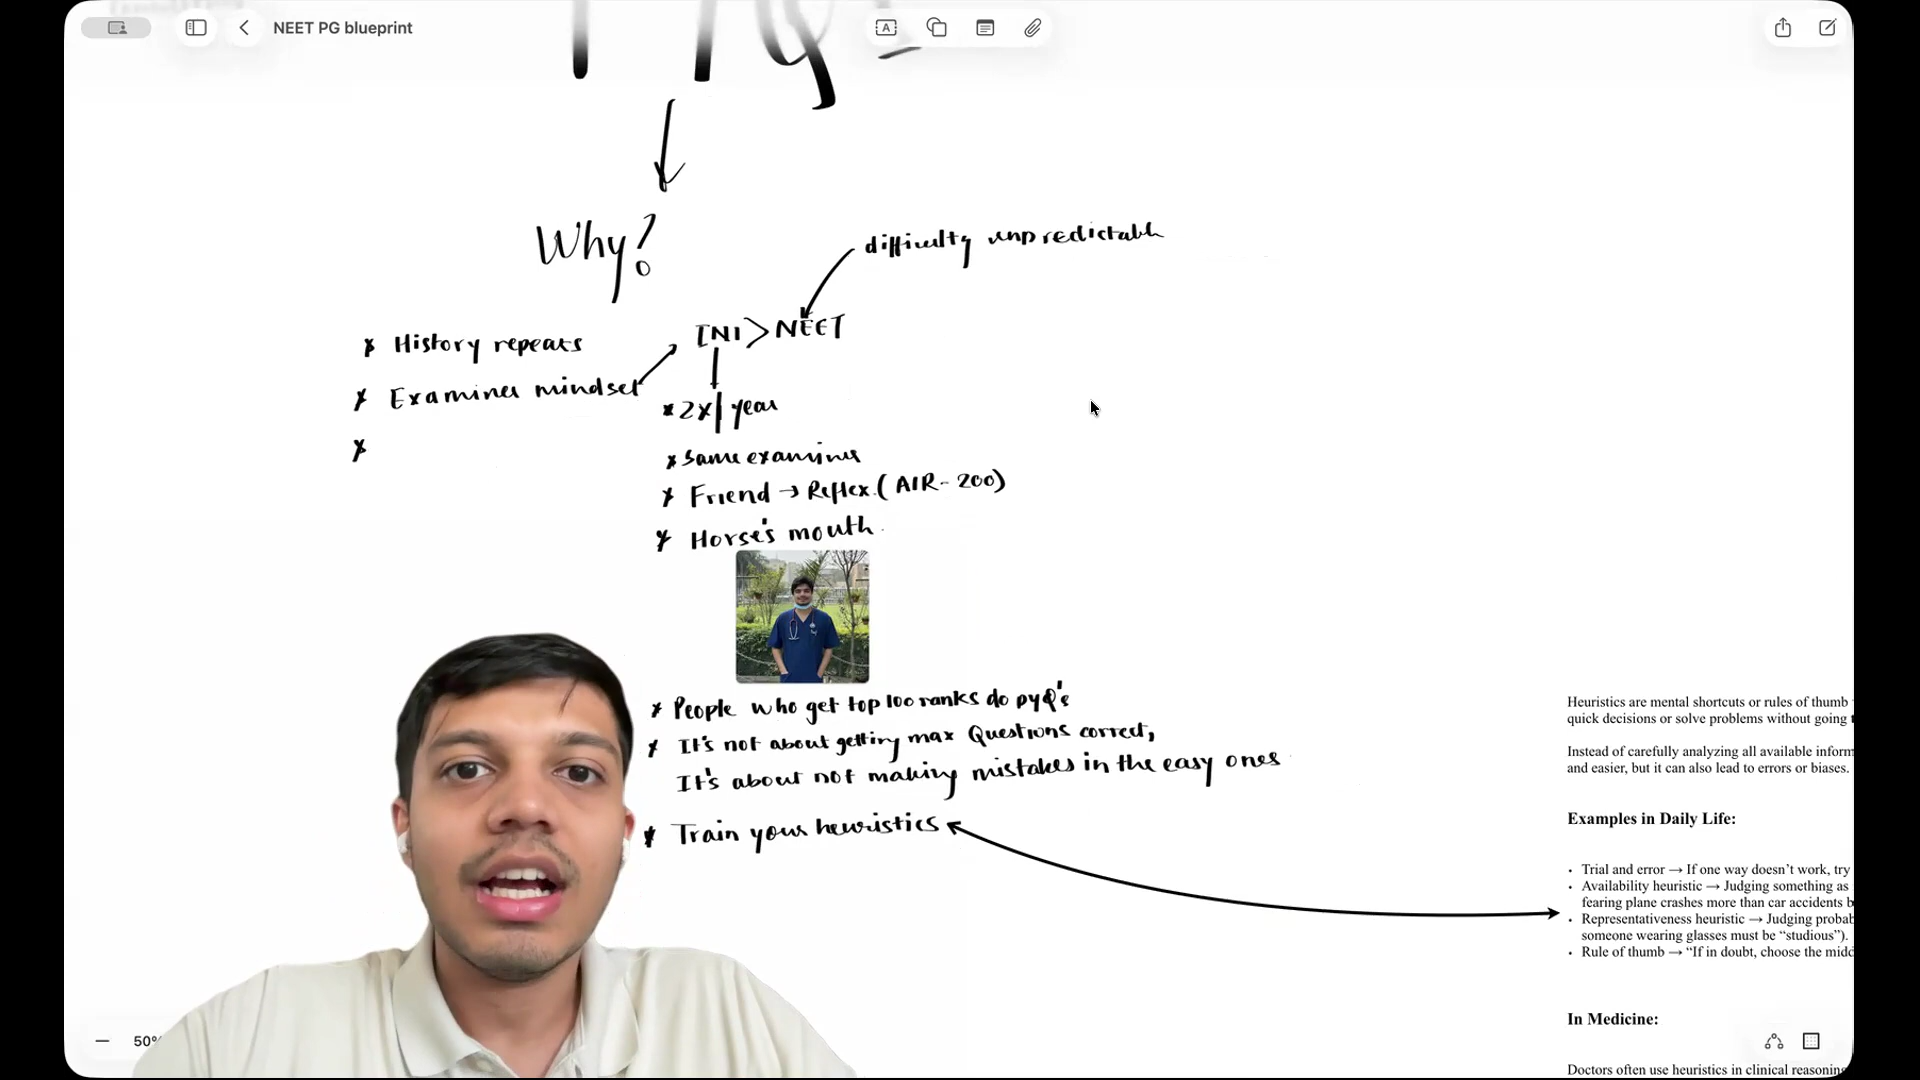 NEET PG blueprint
PYQs
Why?
difficulty unpredictable
INI > NEET
* History repeats
* Examiner mindset
*
* 2x/year
* Same examiner
* Friend → Reflex. (AIR - 200)
* Horse's mouth.
* People who get top 100 ranks do pyQ's
* It's not about getting max Questions correct,
It's about not making mistakes in the easy ones
* Train your heuristics
Heuristics are mental shortcuts or rules of thumb
quick decisions or solve problems without going
Instead of carefully analyzing all available inform
and easier, but it can also lead to errors or biases.
Examples in Daily Life:
• Trial and error → If one way doesn’t work, try
• Availability heuristic → Judging something as
fearing plane crashes more than car accidents b
• Representativeness heuristic → Judging probab
someone wearing glasses must be “studious”).
• Rule of thumb → “If in doubt, choose the midd
In Medicine:
Doctors often use heuristics in clinical reasoning
50%